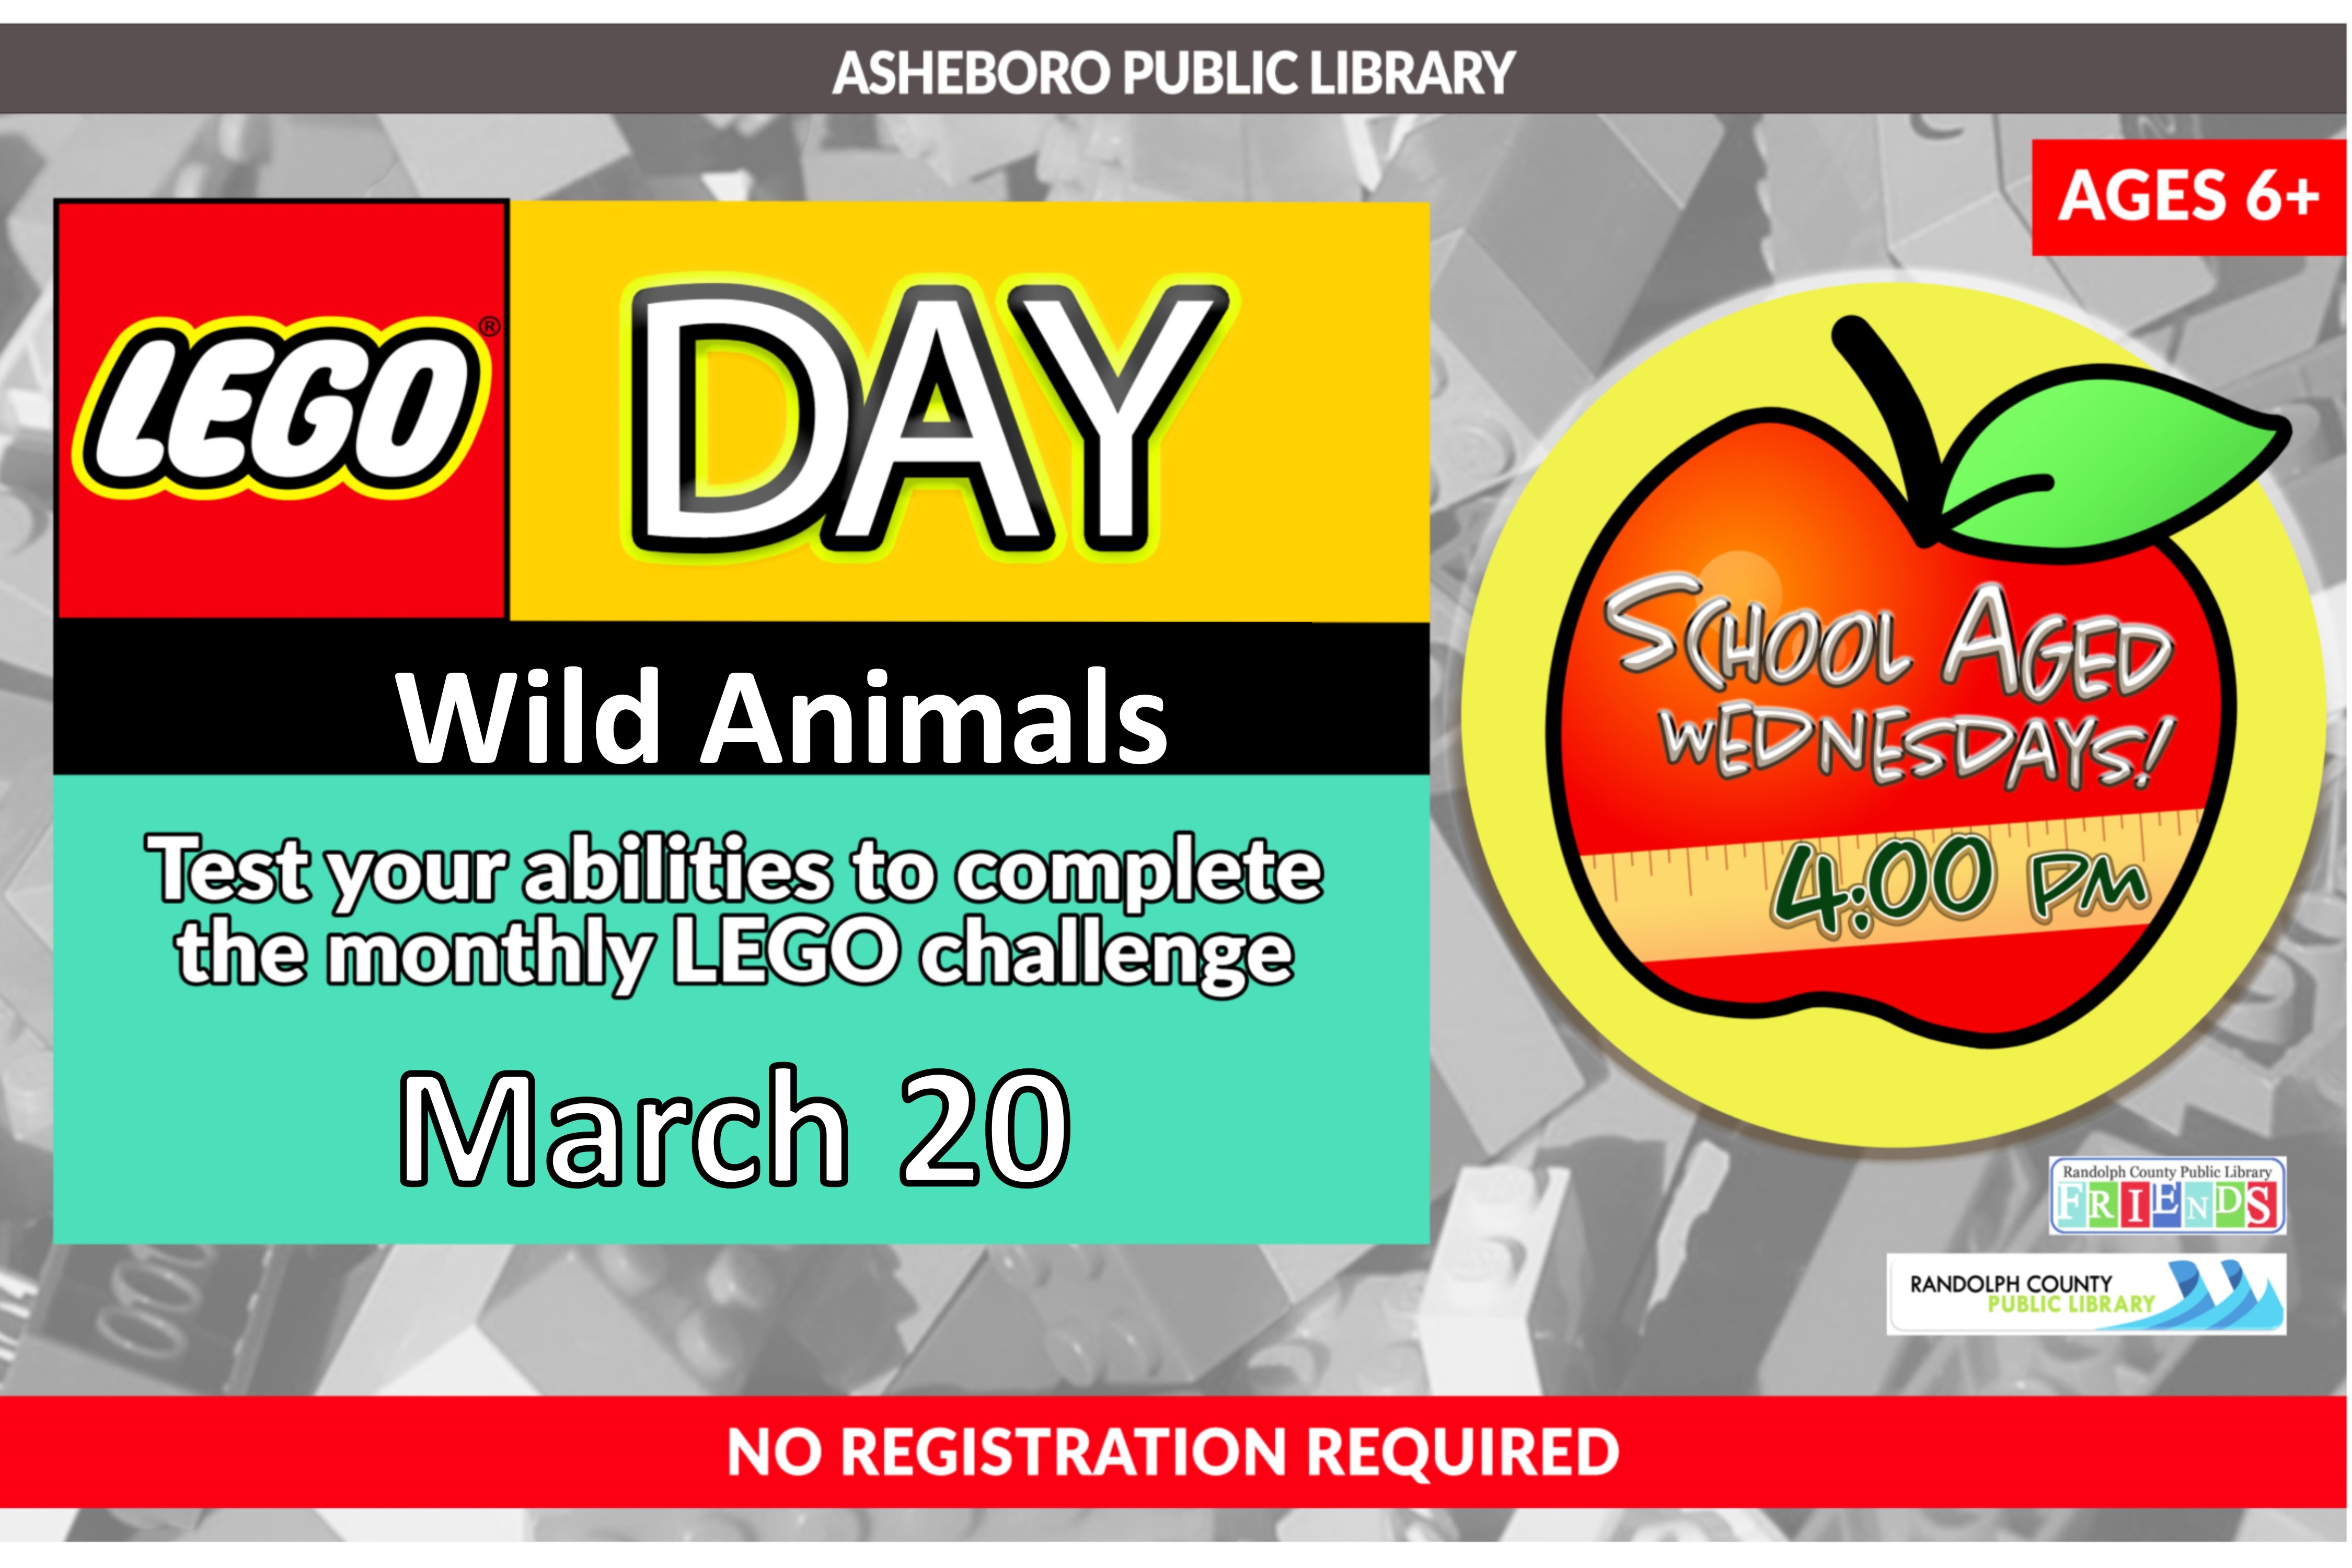 ASHEBORO PUBLIC LIBRARY
AGES 6+
LEGO®
DAY
Wild Animals
Test your abilities to complete
the monthly LEGO challenge
March 20
SCHOOL AGED
WEDNESDAYS!
4:00 PM
Randolph County Public Library
FRIENDS
RANDOLPH COUNTY
PUBLIC LIBRARY
NO REGISTRATION REQUIRED